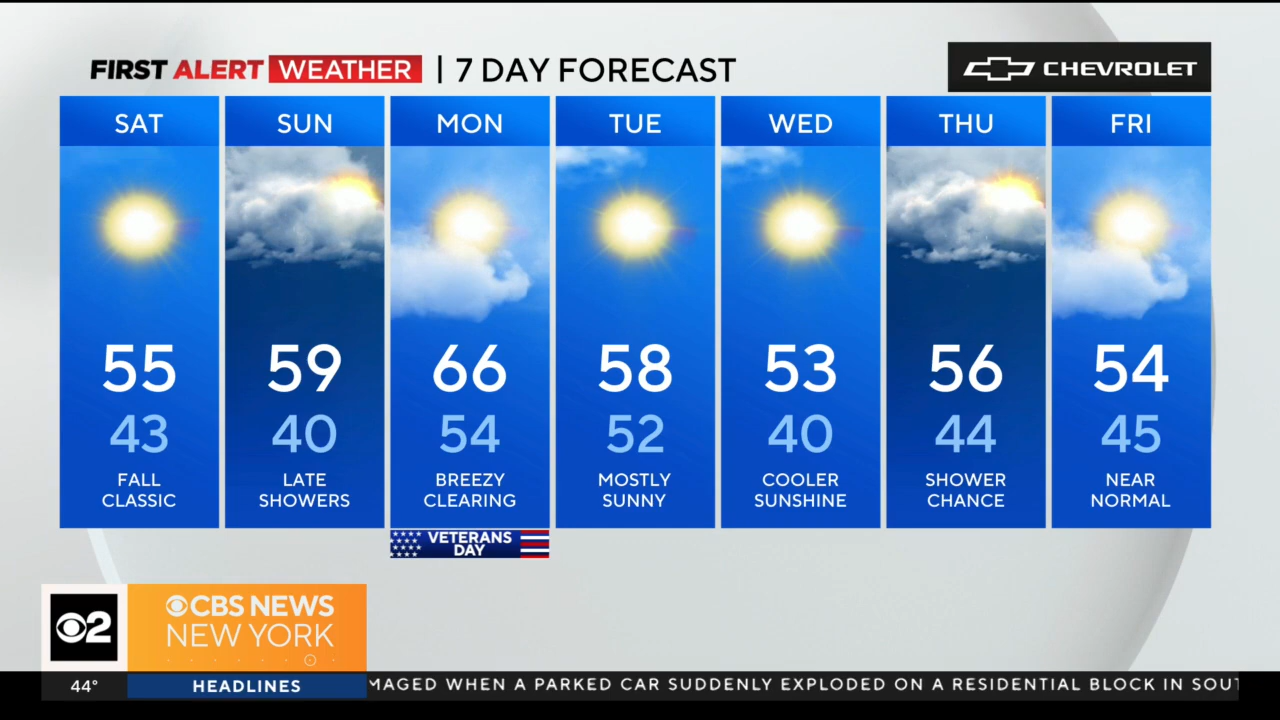 FIRST ALERT WEATHER | 7 DAY FORECAST
CHEVROLET
SAT
55
43
FALL
CLASSIC
SUN
59
40
LATE
SHOWERS
MON
66
54
BREEZY
CLEARING
VETERANS
DAY
TUE
58
52
MOSTLY
SUNNY
WED
53
40
COOLER
SUNSHINE
THU
56
44
SHOWER
CHANCE
FRI
54
45
NEAR
NORMAL
2
CBS NEWS
NEW YORK
44°
HEADLINES
MAGED WHEN A PARKED CAR SUDDENLY EXPLODED ON A RESIDENTIAL BLOCK IN SOUT